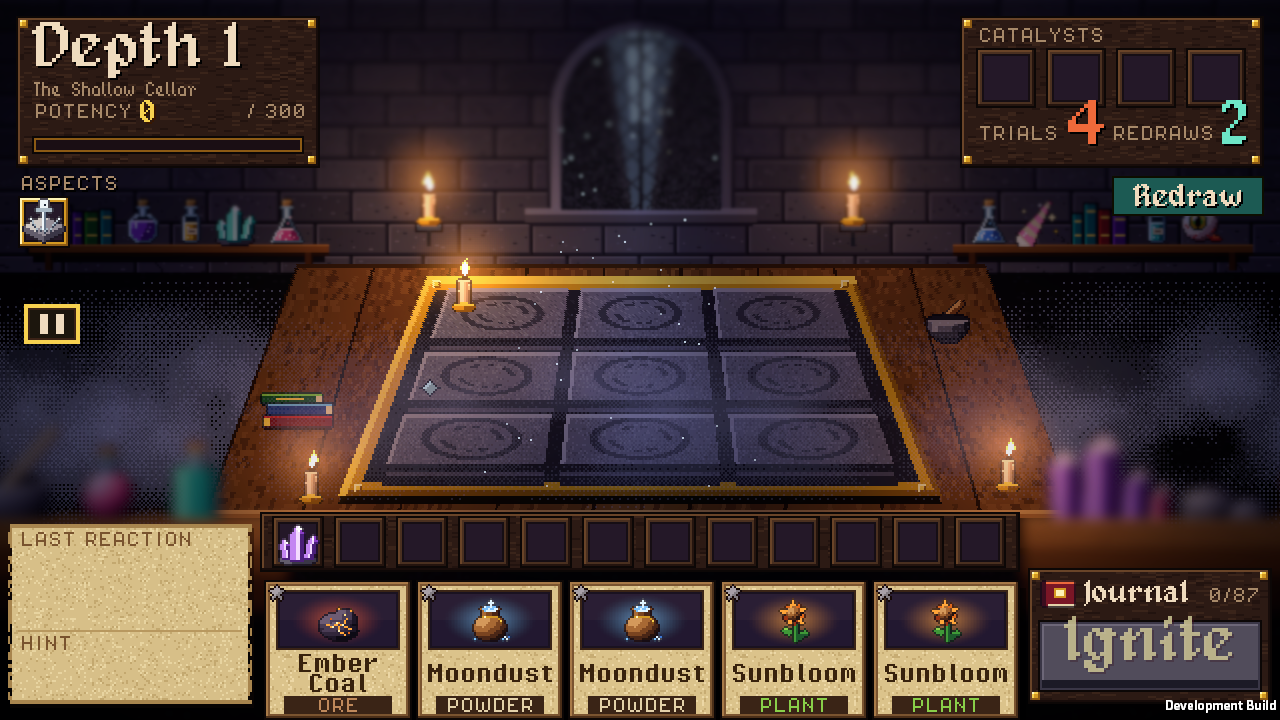 Depth 1
The Shallow Cellar
POTENCY 0 / 300
ASPECTS
CATALYSTS
TRIALS 4 REDRAWS 2
Redraw
LAST REACTION
HINT
Ember Coal
ORE
Moondust
POWDER
Moondust
POWDER
Sunbloom
PLANT
Sunbloom
PLANT
Journal 0/87
Ignite
Development Build